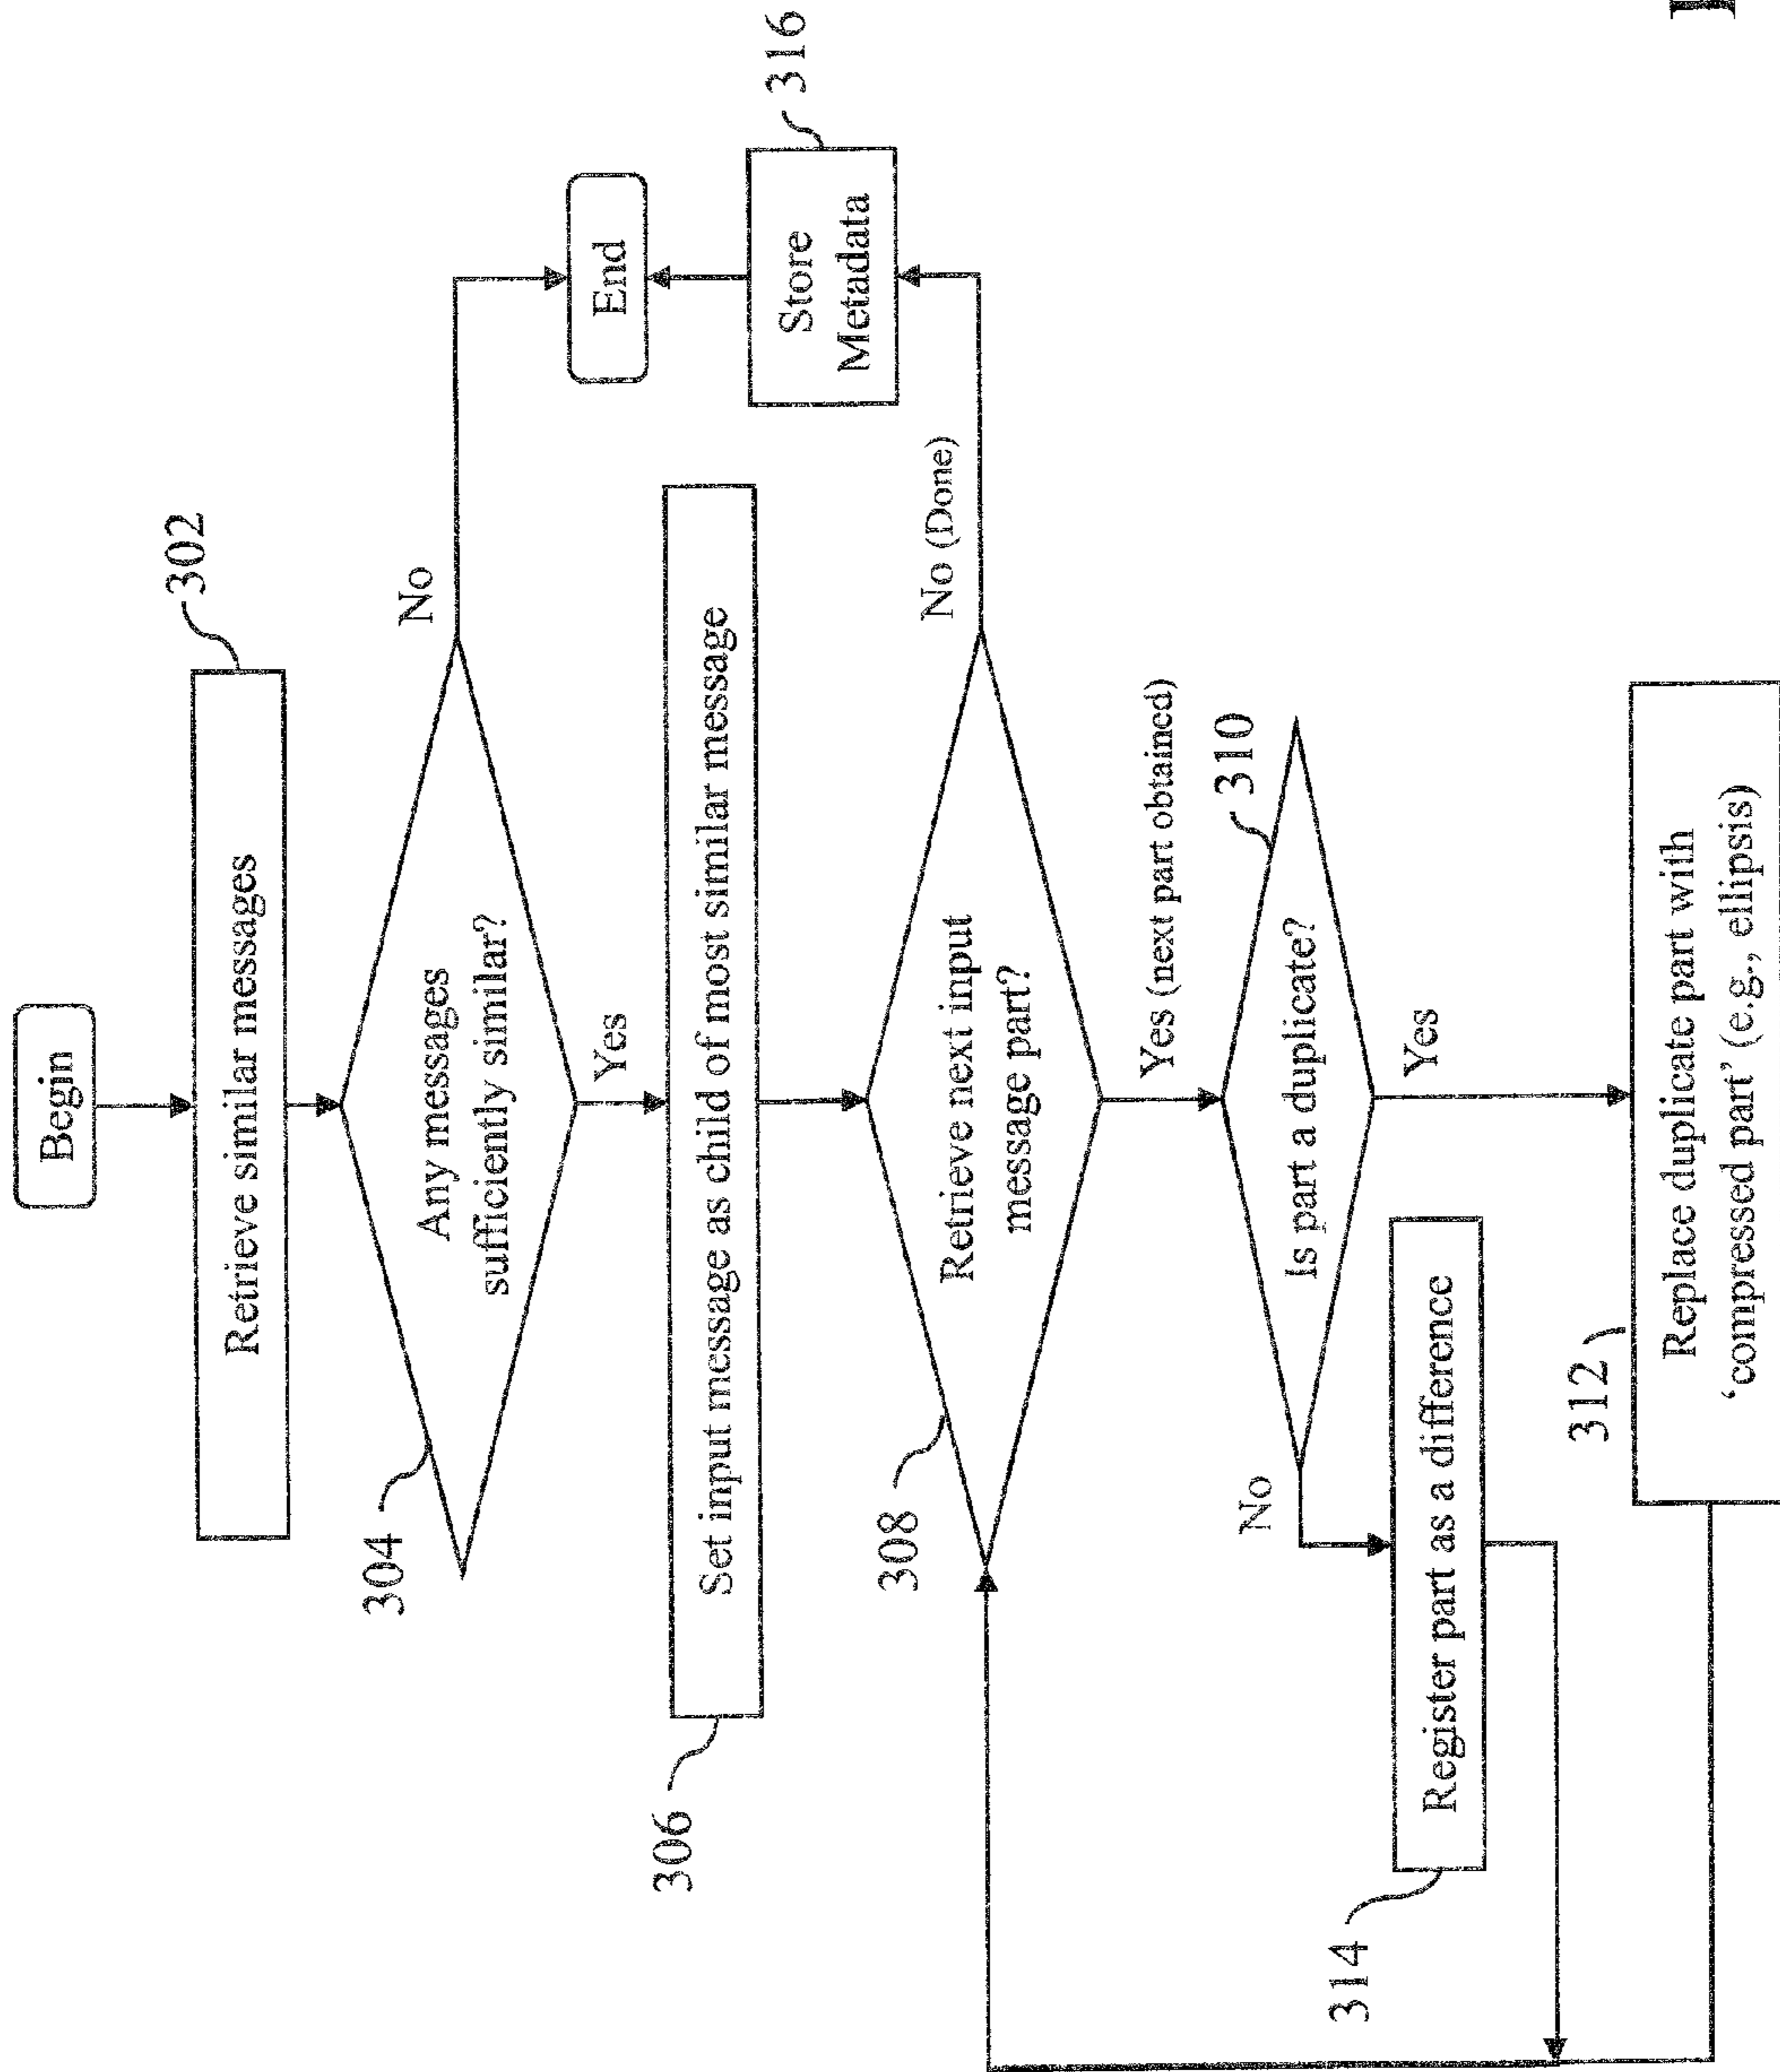 Begin
302
Retrieve similar messages
304
Any messages
sufficiently similar?
No
Yes
306
Set input message as child of most similar message
End
316
Store
Metadata
308
Retrieve next input
message part?
No (Done)
Yes (next part obtained)
310
Is part a duplicate?
No
Yes
314
Register part as a difference
312
Replace duplicate part with
‘compressed part’ (e.g., ellipsis)